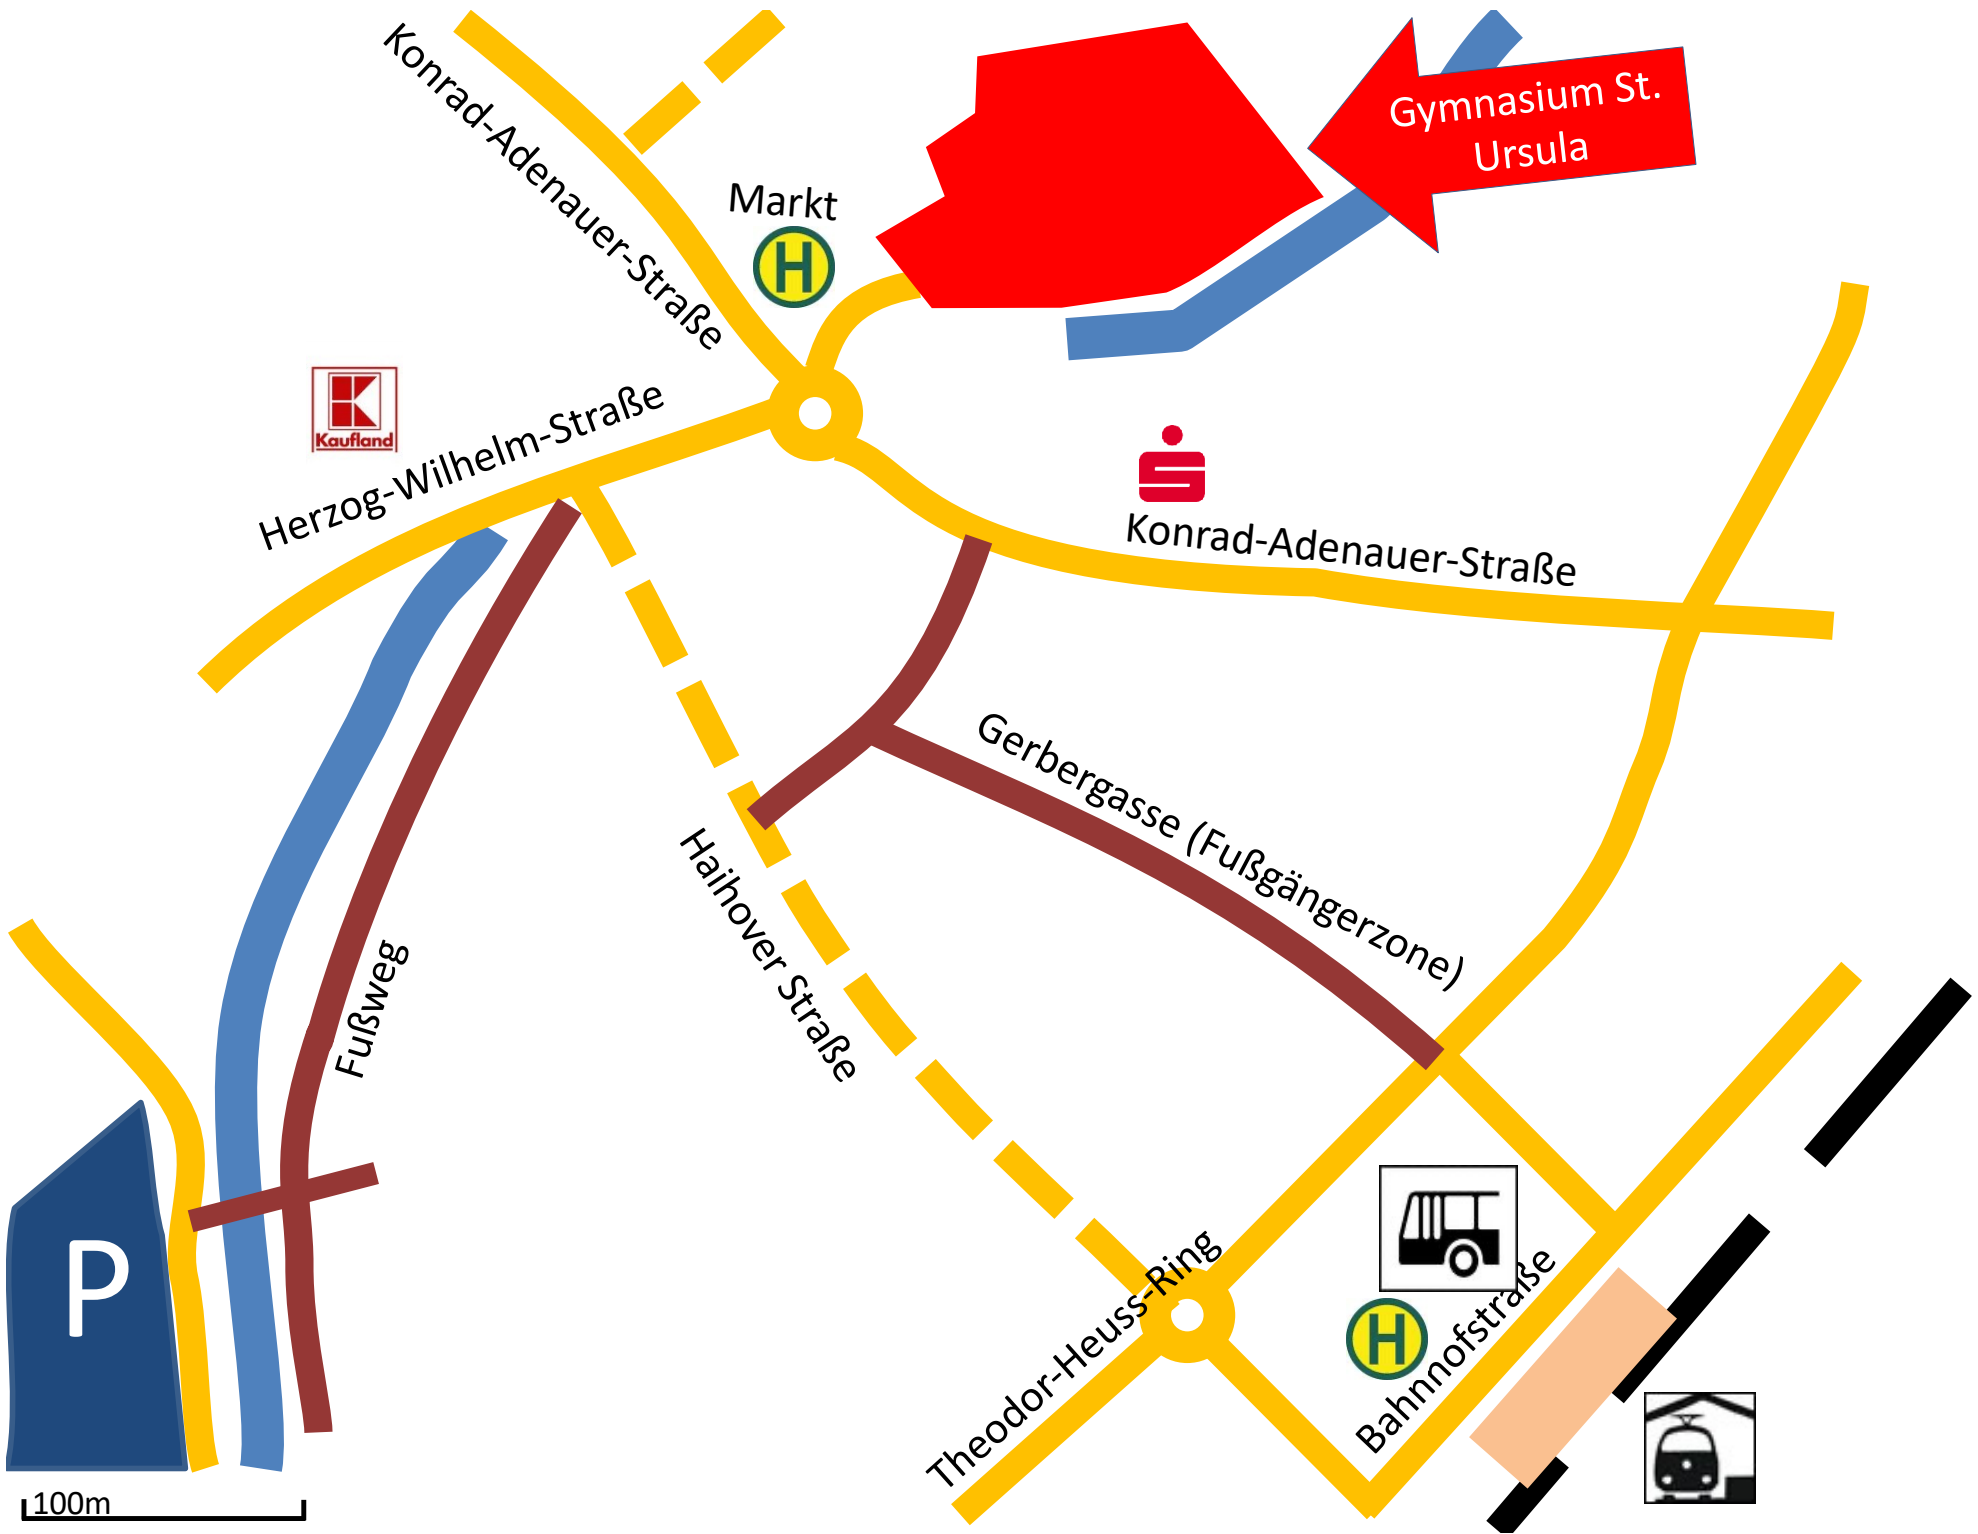 Konrad-Adenauer-Straße
Gymnasium St.
Ursula
Markt
H
Kaufland
Herzog-Wilhelm-Straße
Konrad-Adenauer-Straße
Gerbergasse (Fußgängerzone)
Haihover Straße
Fußweg
P
Theodor-Heuss-Ring
H
Bahnnofstraße
100m